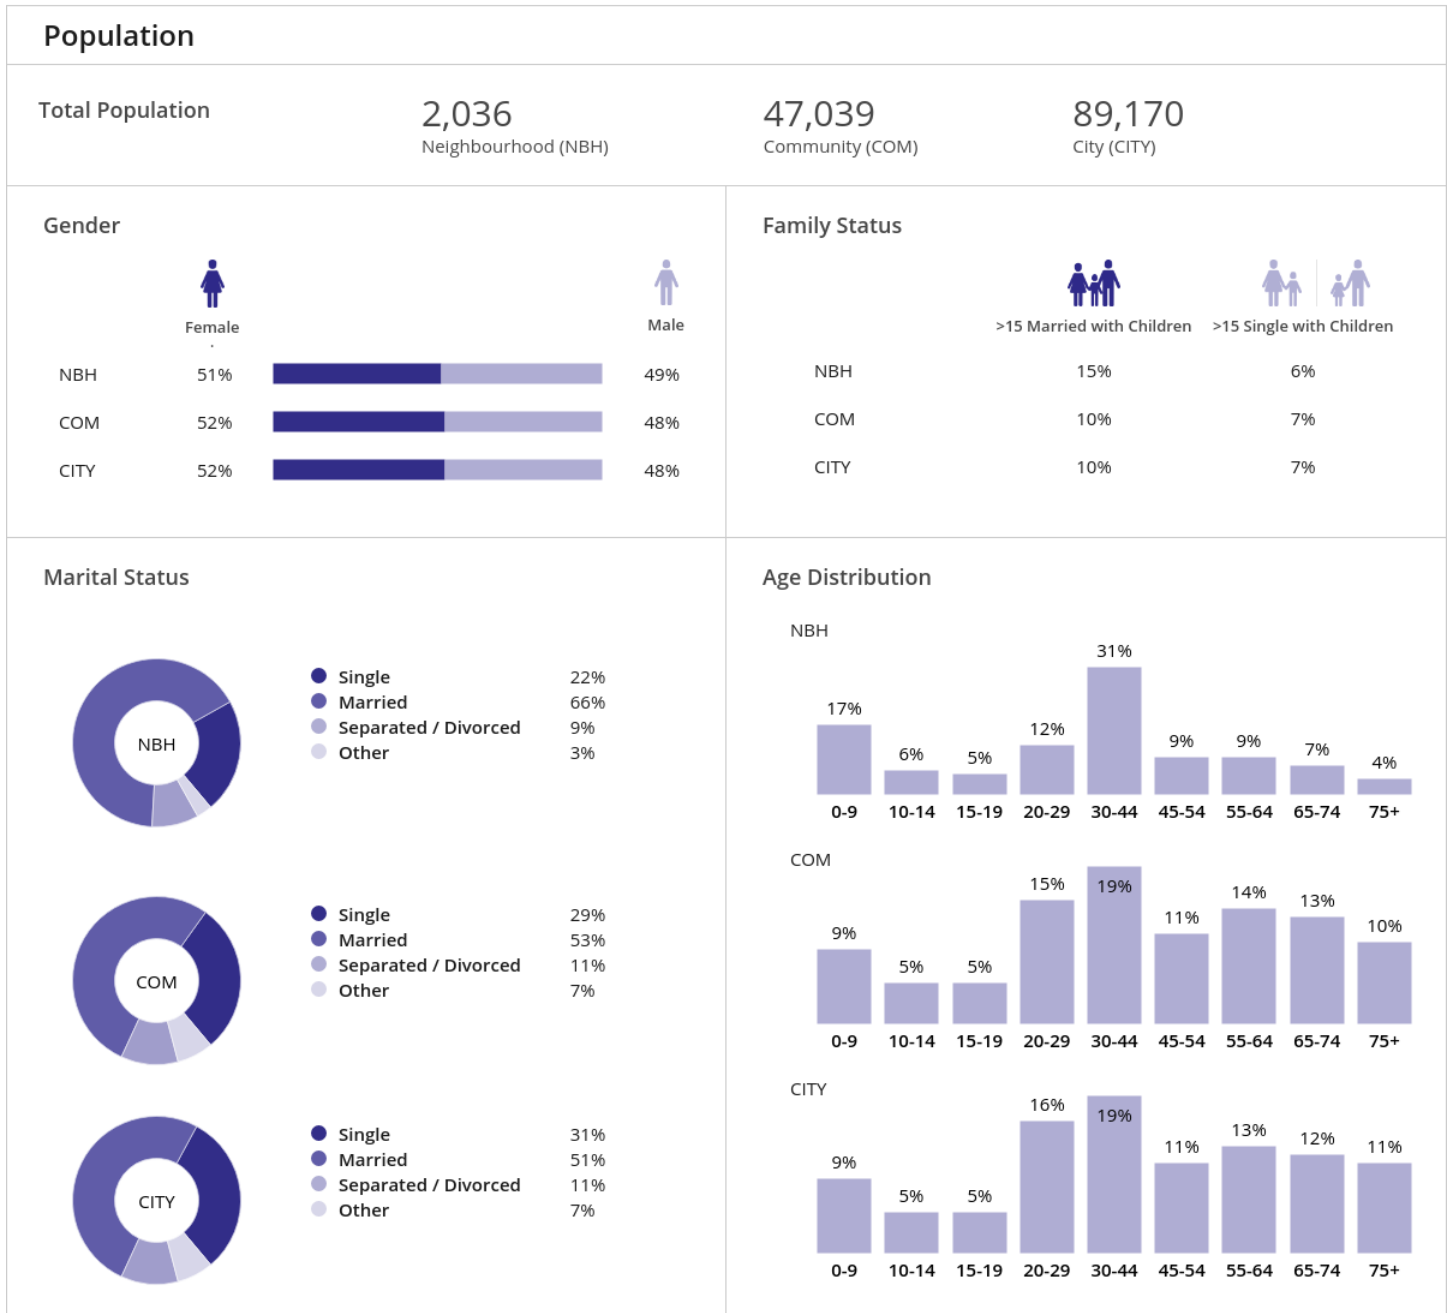 Population
Total Population
2,036
Neighbourhood (NBH)
47,039
Community (COM)
89,170
City (CITY)
Gender
Female
.
Male
NBH 51% 49%
COM 52% 48%
CITY 52% 48%
Family Status
>15 Married with Children >15 Single with Children
NBH 15% 6%
COM 10% 7%
CITY 10% 7%
Marital Status
NBH
Single 22%
Married 66%
Separated / Divorced 9%
Other 3%
COM
Single 29%
Married 53%
Separated / Divorced 11%
Other 7%
CITY
Single 31%
Married 51%
Separated / Divorced 11%
Other 7%
Age Distribution
NBH
17% 6% 5% 12% 31% 9% 9% 7% 4%
0-9 10-14 15-19 20-29 30-44 45-54 55-64 65-74 75+
COM
9% 5% 5% 15% 19% 11% 14% 13% 10%
0-9 10-14 15-19 20-29 30-44 45-54 55-64 65-74 75+
CITY
9% 5% 5% 16% 19% 11% 13% 12% 11%
0-9 10-14 15-19 20-29 30-44 45-54 55-64 65-74 75+